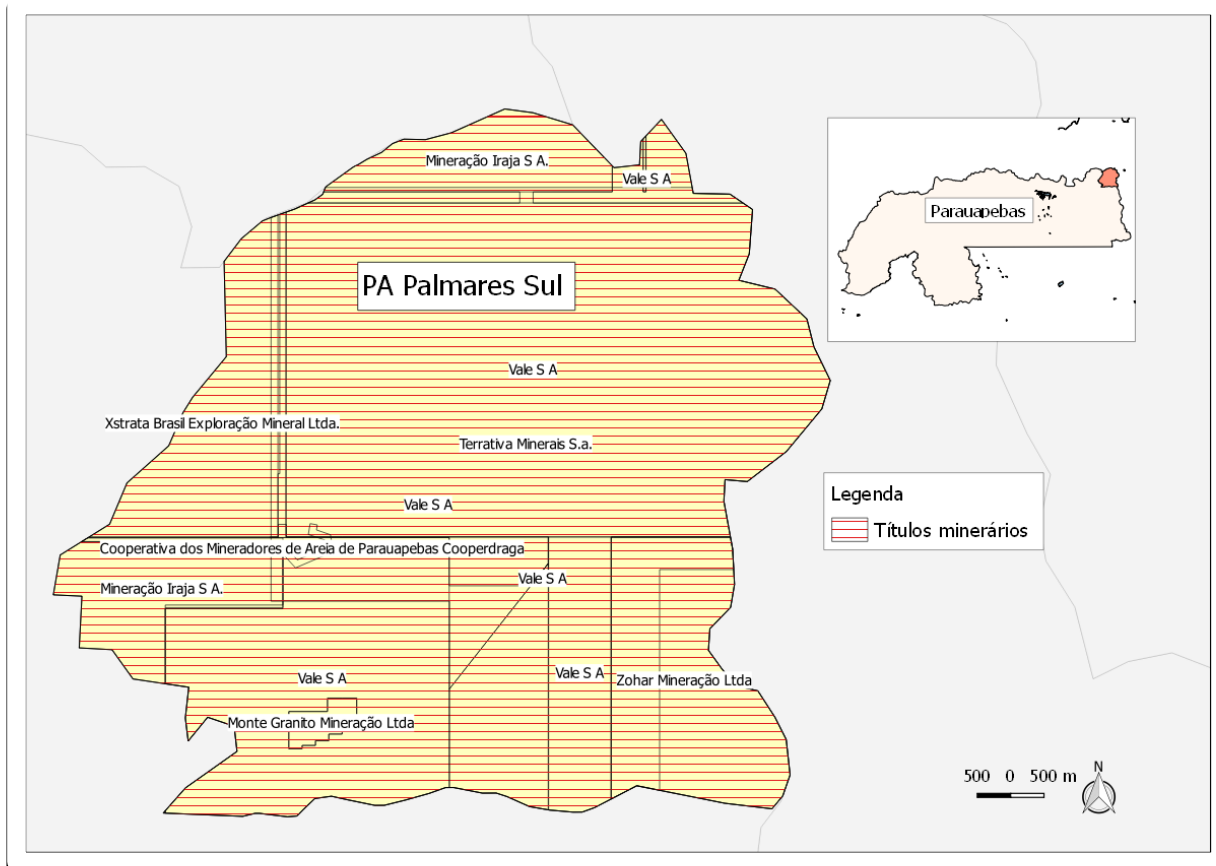 Mineração Iraja S A.
Vale S A
Parauapebas
PA Palmares Sul
Vale S A
Xstrata Brasil Exploração Mineral Ltda.
Terrativa Minerais S.a.
Legenda
Títulos minerários
Vale S A
Cooperativa dos Mineradores de Areia de Parauapebas Cooperdraga
Vale S A
Mineração Iraja S A.
Vale S A
Vale S A
Zohar Mineração Ltda
Monte Granito Mineração Ltda
N
500 0 500 m